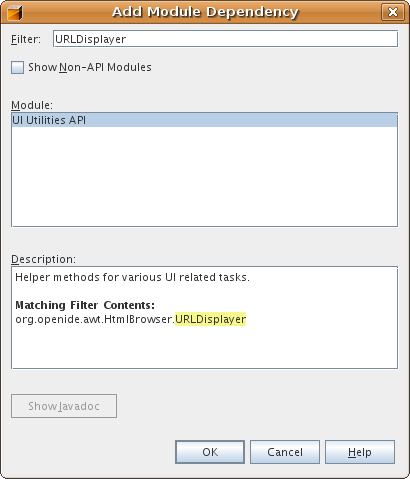 Add Module Dependency
Filter: URLDisplayer
Show Non-API Modules
Module:
UI Utilities API
Description:
Helper methods for various UI related tasks.
Matching Filter Contents:
org.openide.awt.HtmlBrowser.URLDisplayer
Show Javadoc
OK Cancel Help